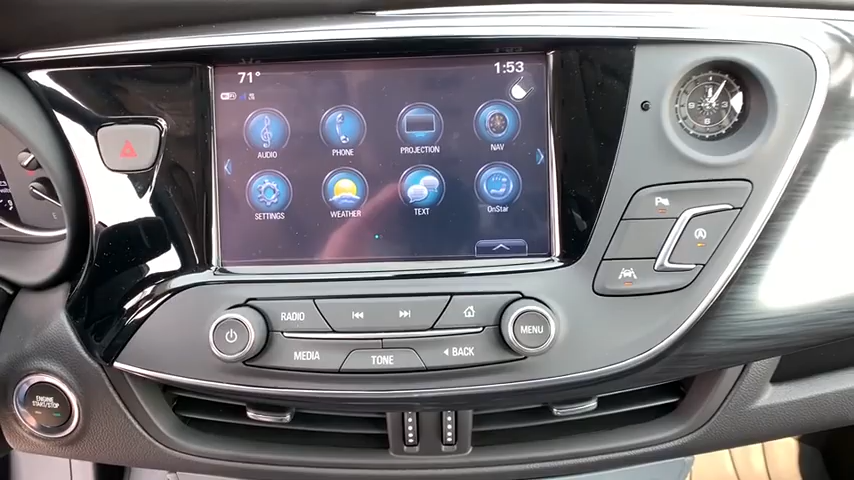 71°
1:53
AUDIO
PHONE
PROJECTION
NAV
SETTINGS
WEATHER
TEXT
OnStar
RADIO
MENU
MEDIA
TONE
BACK
ENGINE
START/STOP